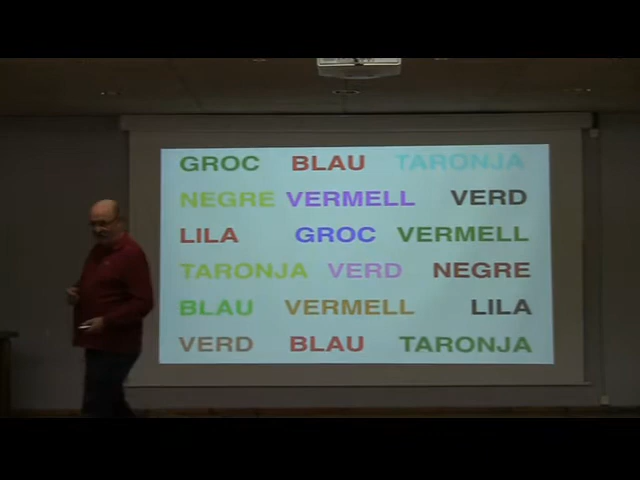 GROC BLAU TARONJA
NEGRE VERMELL VERD
LILA GROC VERMELL
TARONJA VERD NEGRE
BLAU VERMELL LILA
VERD BLAU TARONJA